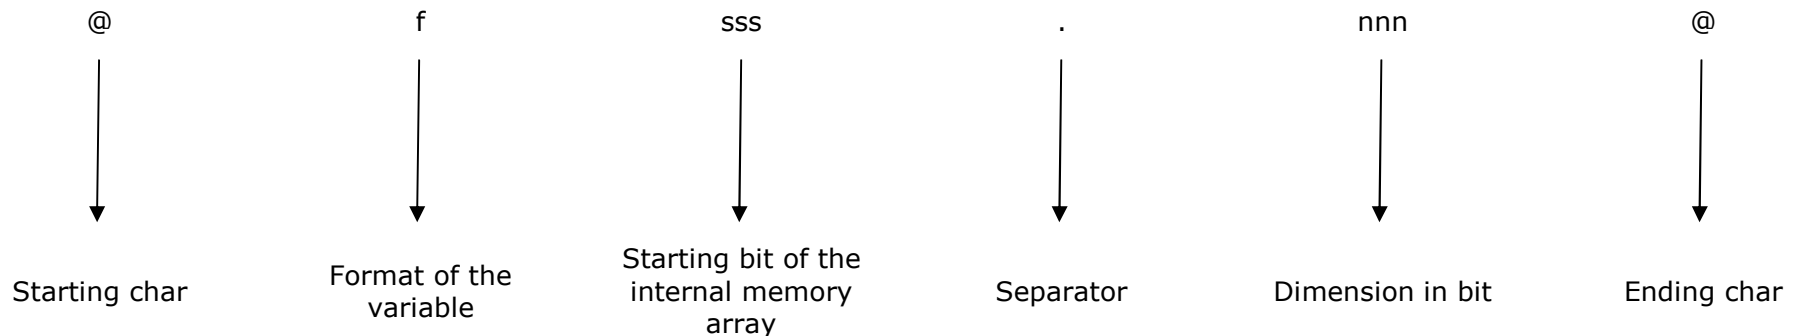 @ f sss . nnn @
Starting char
Format of the
variable
Starting bit of the
internal memory
array
Separator
Dimension in bit
Ending char